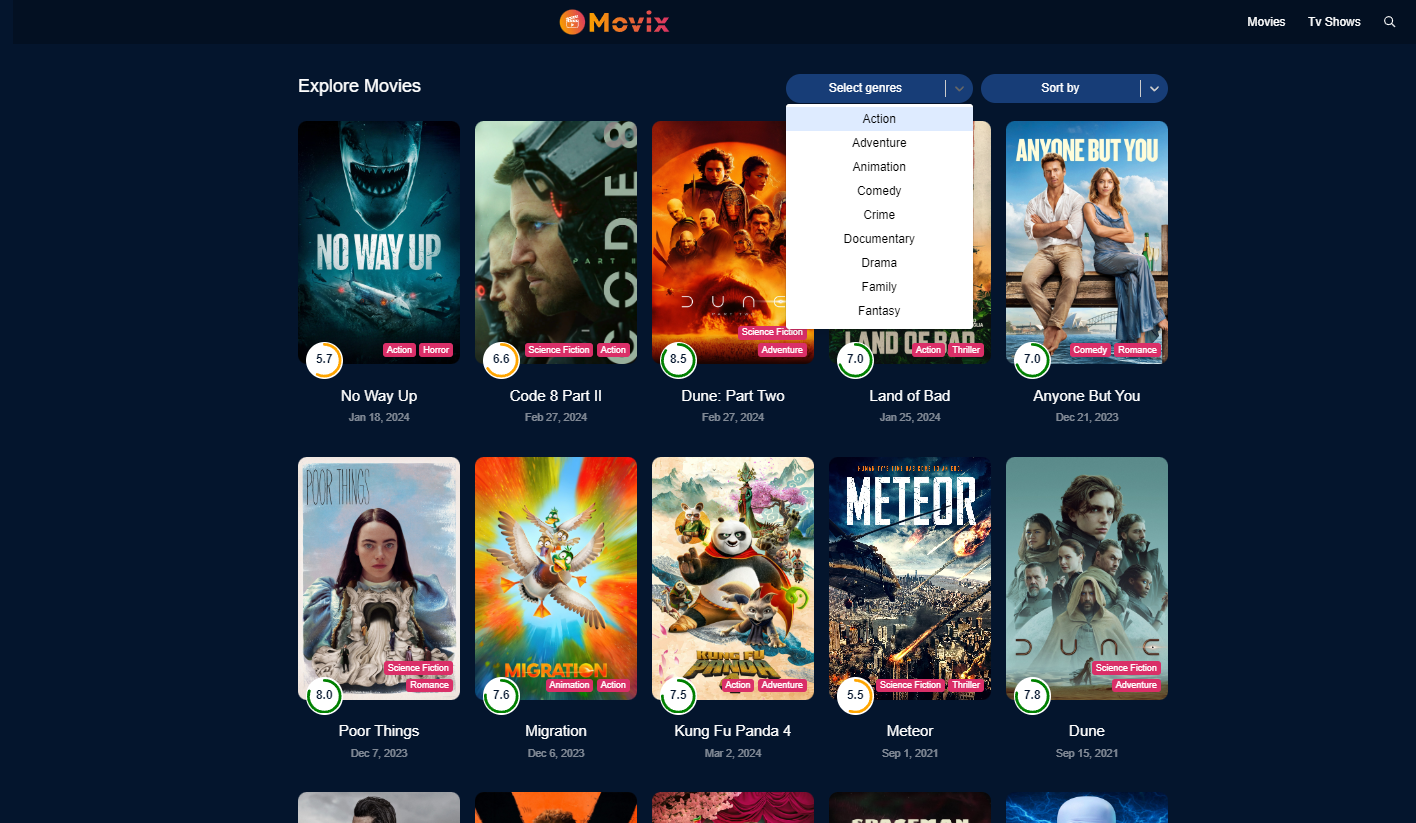 Movix
Movies
Tv Shows
Explore Movies
Select genres
Sort by
Action
Adventure
Animation
Comedy
Crime
Documentary
Drama
Family
Fantasy
NO WAY UP
5.7
Action
Horror
No Way Up
Jan 18, 2024
CODE 8
PART II
6.6
Science Fiction
Action
Code 8 Part II
Feb 27, 2024
DUNE
8.5
Science Fiction
Adventure
Dune: Part Two
Feb 27, 2024
LAND OF BAD
7.0
Action
Thriller
Land of Bad
Jan 25, 2024
ANYONE BUT YOU
7.0
Comedy
Romance
Anyone But You
Dec 21, 2023
POOR THINGS
8.0
Science Fiction
Romance
Poor Things
Dec 7, 2023
MIGRATION
7.6
Animation
Action
Migration
Dec 6, 2023
KUNG FU
PANDA
7.5
Action
Adventure
Kung Fu Panda 4
Mar 2, 2024
METEOR
5.5
Science Fiction
Thriller
Meteor
Sep 1, 2021
DUNE
7.8
Science Fiction
Adventure
Dune
Sep 15, 2021
SPACEMAN